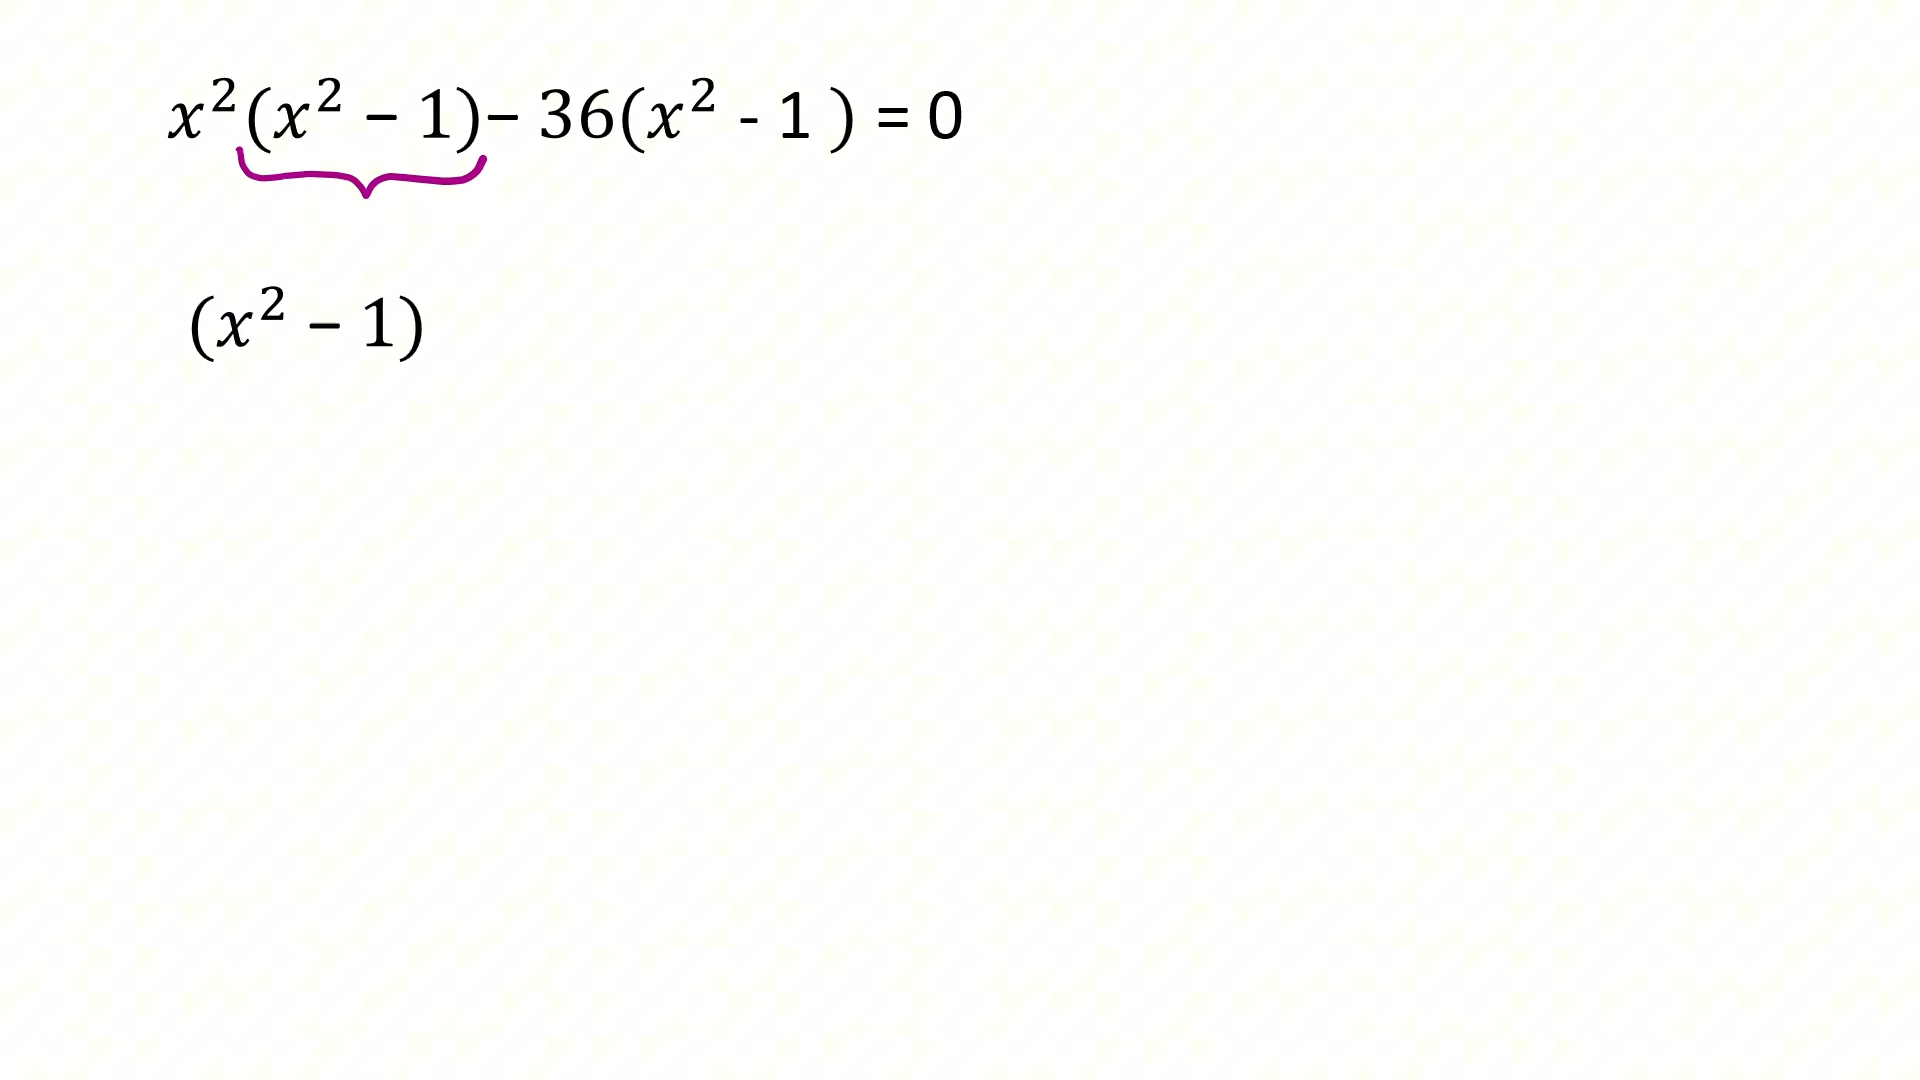 x²(x² – 1)– 36(x² - 1 ) = 0
(x² – 1)